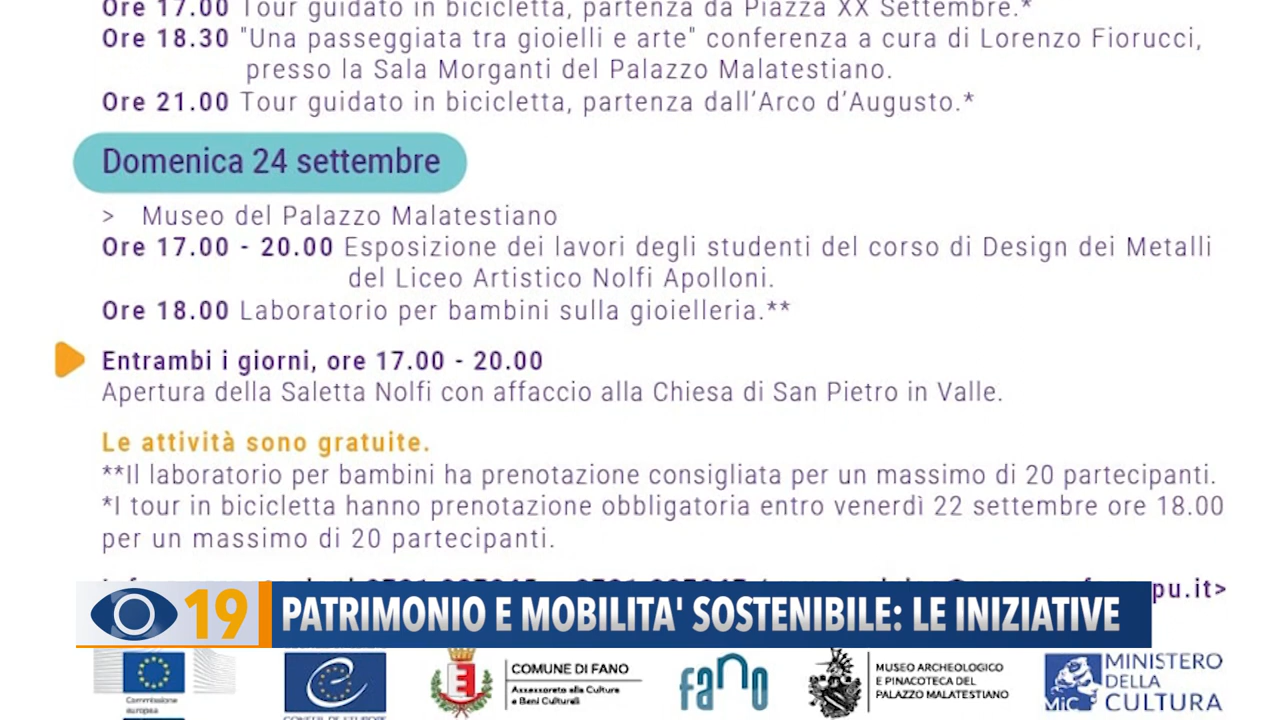 Ore 17.00 Tour guidato in bicicletta, partenza da Piazza XX Settembre.*
Ore 18.30 "Una passeggiata tra gioielli e arte" conferenza a cura di Lorenzo Fiorucci,
presso la Sala Morganti del Palazzo Malatestiano.
Ore 21.00 Tour guidato in bicicletta, partenza dall'Arco d'Augusto.*
Domenica 24 settembre
> Museo del Palazzo Malatestiano
Ore 17.00 - 20.00 Esposizione dei lavori degli studenti del corso di Design dei Metalli
del Liceo Artistico Nolfi Apolloni.
Ore 18.00 Laboratorio per bambini sulla gioielleria.**
Entrambi i giorni, ore 17.00 - 20.00
Apertura della Saletta Nolfi con affaccio alla Chiesa di San Pietro in Valle.
Le attività sono gratuite.
**Il laboratorio per bambini ha prenotazione consigliata per un massimo di 20 partecipanti.
*I tour in bicicletta hanno prenotazione obbligatoria entro venerdì 22 settembre ore 18.00
per un massimo di 20 partecipanti.
pu.it>
19 PATRIMONIO E MOBILITA' SOSTENIBILE: LE INIZIATIVE
Commissione
europea
COMUNE DI FANO
Assessorato alla Cultura
e Beni Culturali
fano
MUSEO ARCHEOLOGICO
E PINACOTECA DEL
PALAZZO MALATESTIANO
MiC
MINISTERO
DELLA
CULTURA